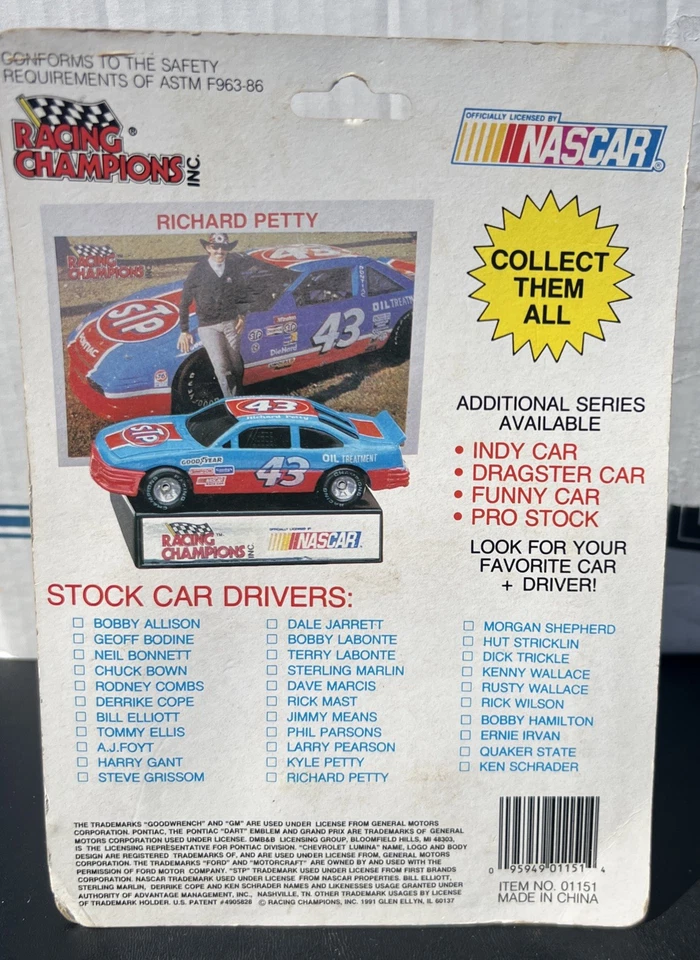 CONFORMS TO THE SAFETY
REQUIREMENTS OF ASTM F963-86
RACING ®
CHAMPIONS INC.
OFFICIALLY LICENSED BY
NASCAR ®
RICHARD PETTY
RACING
CHAMPIONS
STP
PONTIAC
43
OIL TREATM
DieHard
STP
COLLECT
THEM
ALL
ADDITIONAL SERIES
AVAILABLE
• INDY CAR
• DRAGSTER CAR
• FUNNY CAR
• PRO STOCK
LOOK FOR YOUR
FAVORITE CAR
+ DRIVER!
43
Richard Petty
STP
GOODYEAR
43
OIL TREATMENT
RACING ™
CHAMPIONS INC.
OFFICIALLY LICENSED BY
NASCAR
STOCK CAR DRIVERS:
☐ BOBBY ALLISON
☐ GEOFF BODINE
☐ NEIL BONNETT
☐ CHUCK BOWN
☐ RODNEY COMBS
☐ DERRIKE COPE
☐ BILL ELLIOTT
☐ TOMMY ELLIS
☐ A.J.FOYT
☐ HARRY GANT
☐ STEVE GRISSOM
☐ DALE JARRETT
☐ BOBBY LABONTE
☐ TERRY LABONTE
☐ STERLING MARLIN
☐ DAVE MARCIS
☐ RICK MAST
☐ JIMMY MEANS
☐ PHIL PARSONS
☐ LARRY PEARSON
☐ KYLE PETTY
☐ RICHARD PETTY
☐ MORGAN SHEPHERD
☐ HUT STRICKLIN
☐ DICK TRICKLE
☐ KENNY WALLACE
☐ RUSTY WALLACE
☐ RICK WILSON
☐ BOBBY HAMILTON
☐ ERNIE IRVAN
☐ QUAKER STATE
☐ KEN SCHRADER
THE TRADEMARKS "GOODWRENCH" AND "GM" ARE USED UNDER LICENSE FROM GENERAL MOTORS
CORPORATION. PONTIAC, THE PONTIAC "DART" EMBLEM AND GRAND PRIX ARE TRADEMARKS OF GENERAL
MOTORS CORPORATION USED UNDER LICENSE. DMB&B LICENSING GROUP, BLOOMFIELD HILLS, MI 48303,
IS THE LICENSING REPRESENTATIVE FOR PONTIAC DIVISION. "CHEVROLET LUMINA" NAME, LOGO AND BODY
DESIGN ARE REGISTERED TRADEMARKS OF, AND ARE USED UNDER LICENSE FROM, GENERAL MOTORS
CORPORATION. THE TRADEMARKS "FORD" AND "MOTORCRAFT" ARE OWNED BY AND USED WITH THE
PERMISSION OF FORD MOTOR COMPANY. "STP" TRADEMARK USED UNDER LICENSE FROM FIRST BRANDS
CORPORATION. NASCAR TRADEMARK USED UNDER LICENSE FROM NASCAR PROPERTIES. BILL ELLIOTT,
STERLING MARLIN, DERRIKE COPE AND KEN SCHRADER NAMES AND LIKENESSES USAGE GRANTED UNDER
AUTHORITY OF ADVANTAGE MANAGEMENT, INC., NASHVILLE, TN. OTHER TRADEMARK USAGES BY LICENSE
OF TRADEMARK HOLDER. U.S. PATENT #4905828 © RACING CHAMPIONS, INC. 1991 GLEN ELLYN, IL 60137
0 95949 01151 4
ITEM NO. 01151
MADE IN CHINA